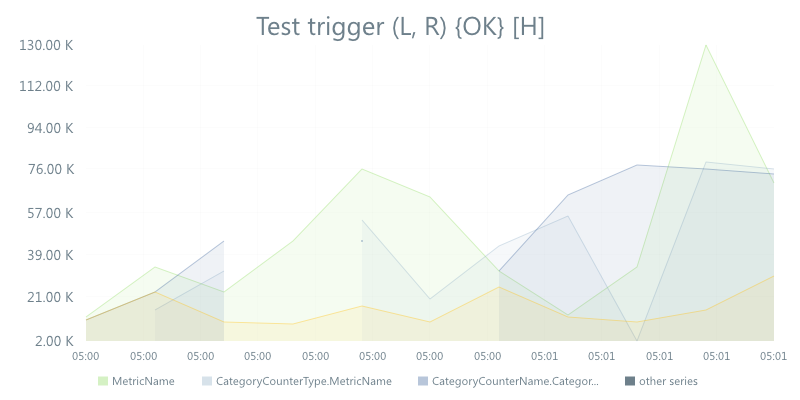 Test trigger (L, R) {OK} [H]
130.00 K
112.00 K
94.00 K
76.00 K
57.00 K
39.00 K
21.00 K
2.00 K
05:00 05:00 05:00 05:00 05:00 05:00 05:00 05:00 05:01 05:01 05:01 05:01 05:01
MetricName CategoryCounterType.MetricName CategoryCounterName.Categor... other series